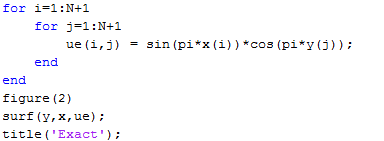 for i=1:N+1
    for j=1:N+1
        ue(i,j) = sin(pi*x(i))*cos(pi*y(j));
    end
end
figure(2)
surf(y,x,ue);
title('Exact');